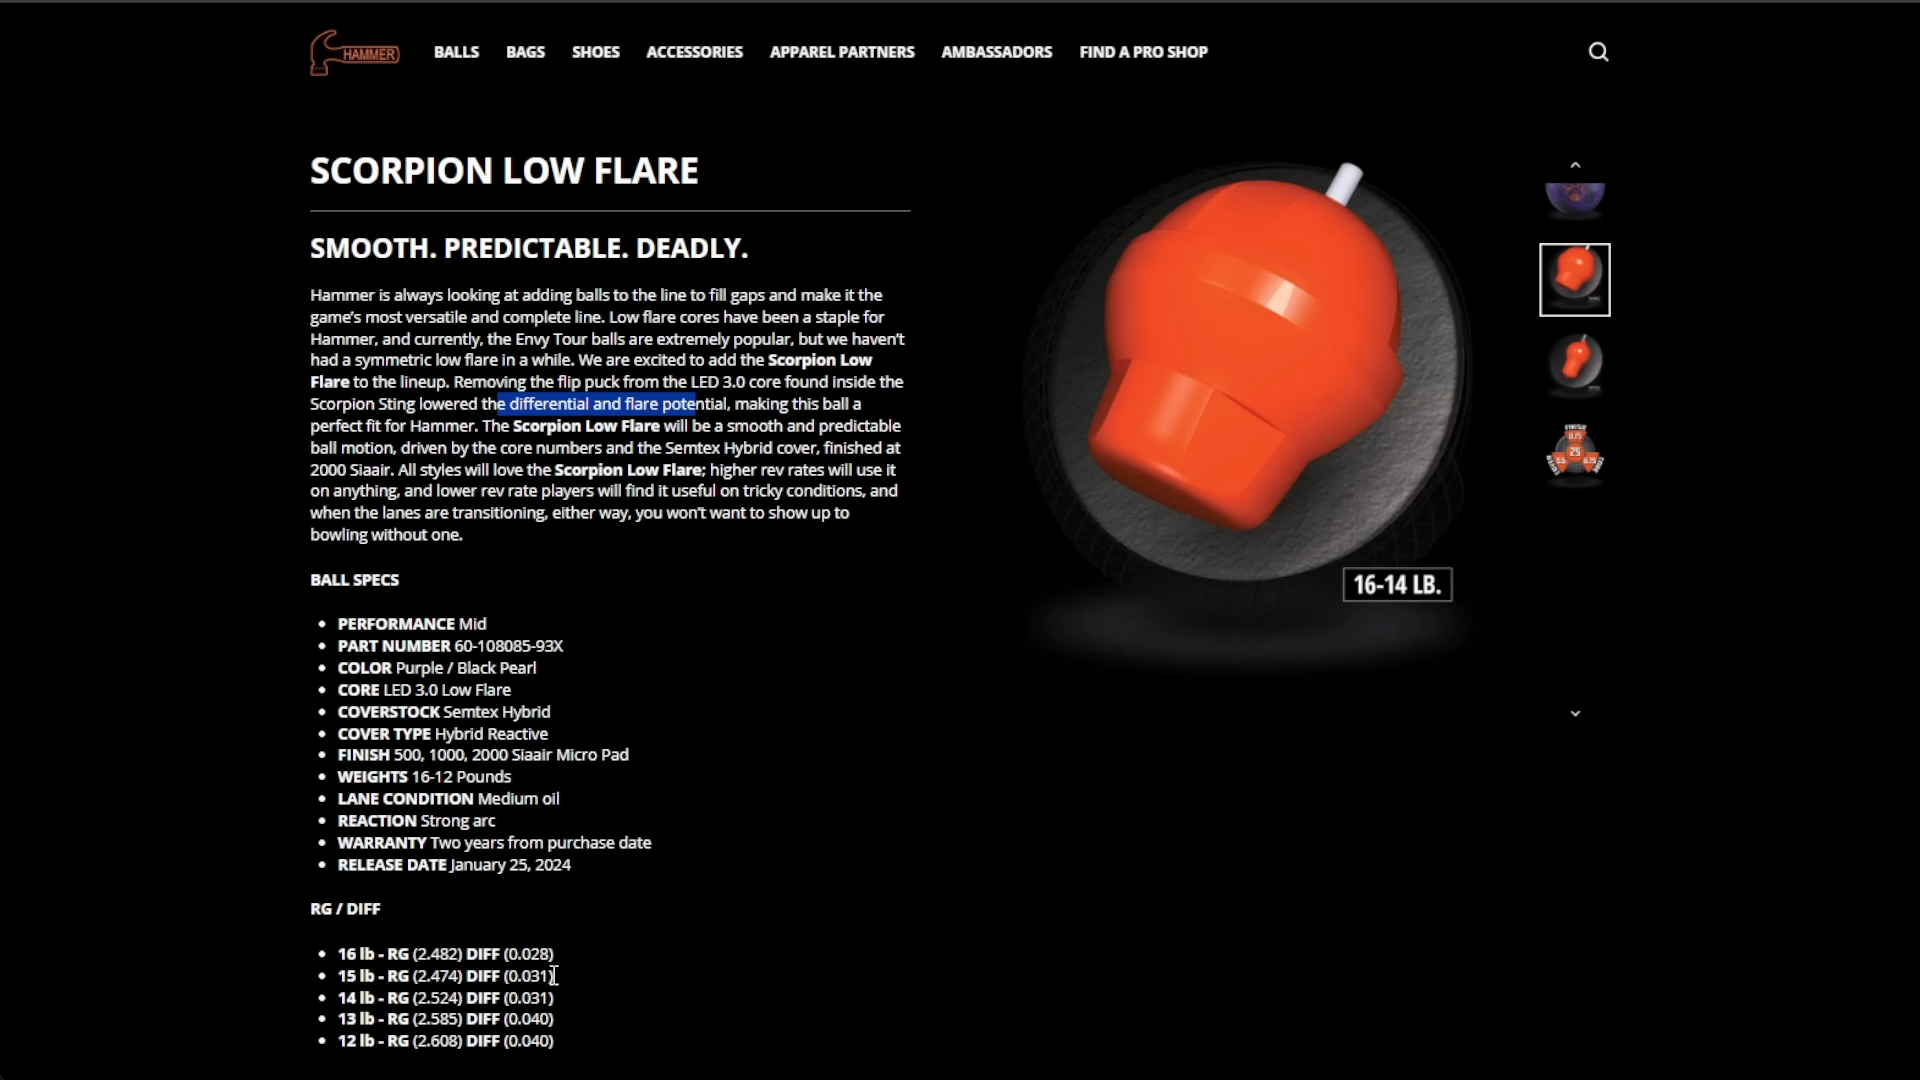 HAMMER
BALLS
BAGS
SHOES
ACCESSORIES
APPAREL PARTNERS
AMBASSADORS
FIND A PRO SHOP
SCORPION LOW FLARE
SMOOTH. PREDICTABLE. DEADLY.
Hammer is always looking at adding balls to the line to fill gaps and make it the
game's most versatile and complete line. Low flare cores have been a staple for
Hammer, and currently, the Envy Tour balls are extremely popular, but we haven't
had a symmetric low flare in a while. We are excited to add the Scorpion Low
Flare to the lineup. Removing the flip puck from the LED 3.0 core found inside the
Scorpion Sting lowered the differential and flare potential, making this ball a
perfect fit for Hammer. The Scorpion Low Flare will be a smooth and predictable
ball motion, driven by the core numbers and the Semtex Hybrid cover, finished at
2000 Siaair. All styles will love the Scorpion Low Flare; higher rev rates will use it
on anything, and lower rev rate players will find it useful on tricky conditions, and
when the lanes are transitioning, either way, you won't want to show up to
bowling without one.
BALL SPECS
PERFORMANCE Mid
PART NUMBER 60-108085-93X
COLOR Purple / Black Pearl
CORE LED 3.0 Low Flare
COVERSTOCK Semtex Hybrid
COVER TYPE Hybrid Reactive
FINISH 500, 1000, 2000 Siaair Micro Pad
WEIGHTS 16-12 Pounds
LANE CONDITION Medium oil
REACTION Strong arc
WARRANTY Two years from purchase date
RELEASE DATE January 25, 2024
RG / DIFF
16 lb - RG (2.482) DIFF (0.028)
15 lb - RG (2.474) DIFF (0.031)
14 lb - RG (2.524) DIFF (0.031)
13 lb - RG (2.585) DIFF (0.040)
12 lb - RG (2.608) DIFF (0.040)
16-14 LB.
25